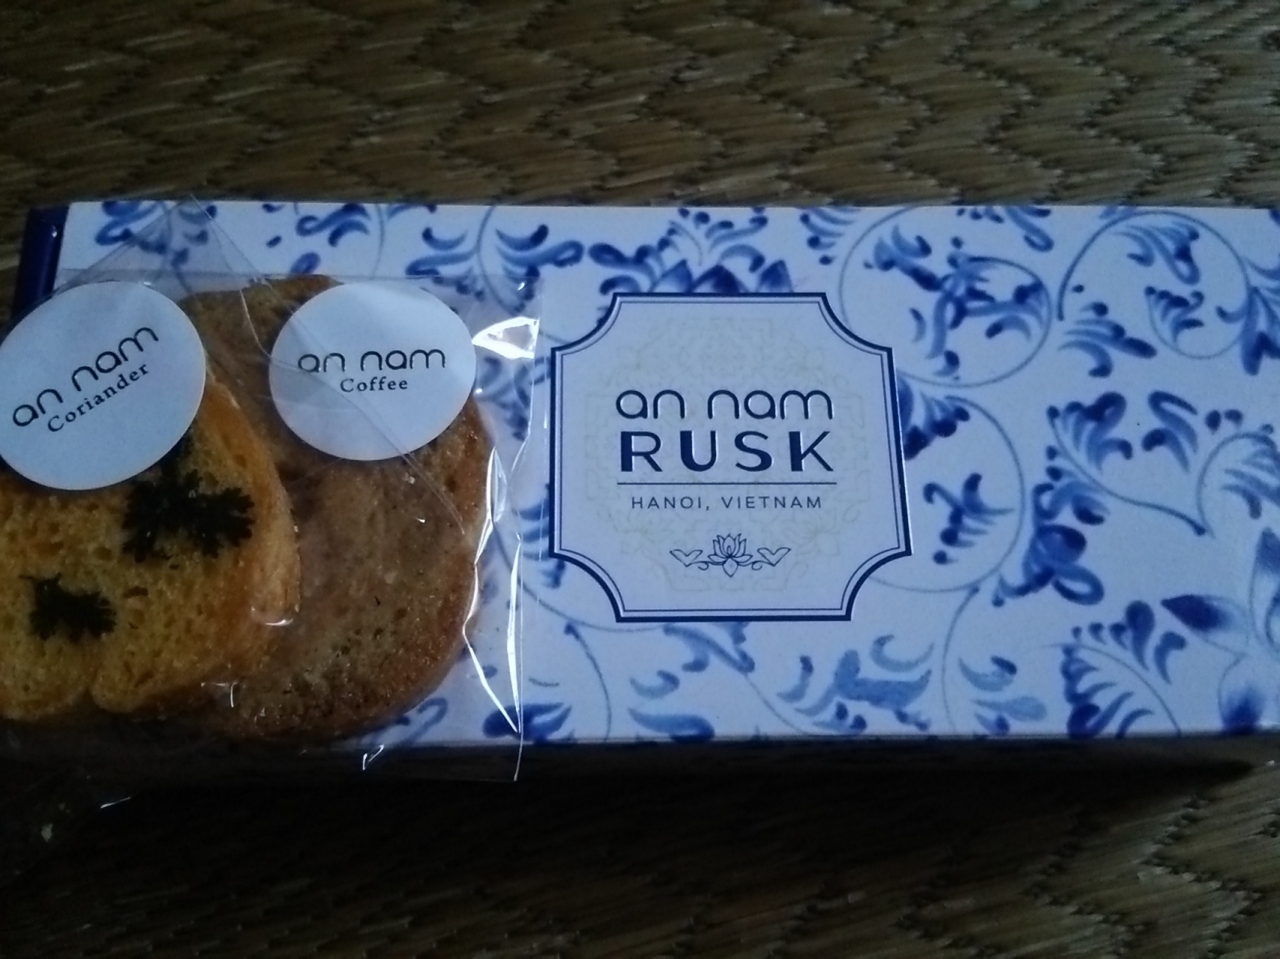 an nam
Coriander
an nam
Coffee
an nam
RUSK
HANOI, VIETNAM